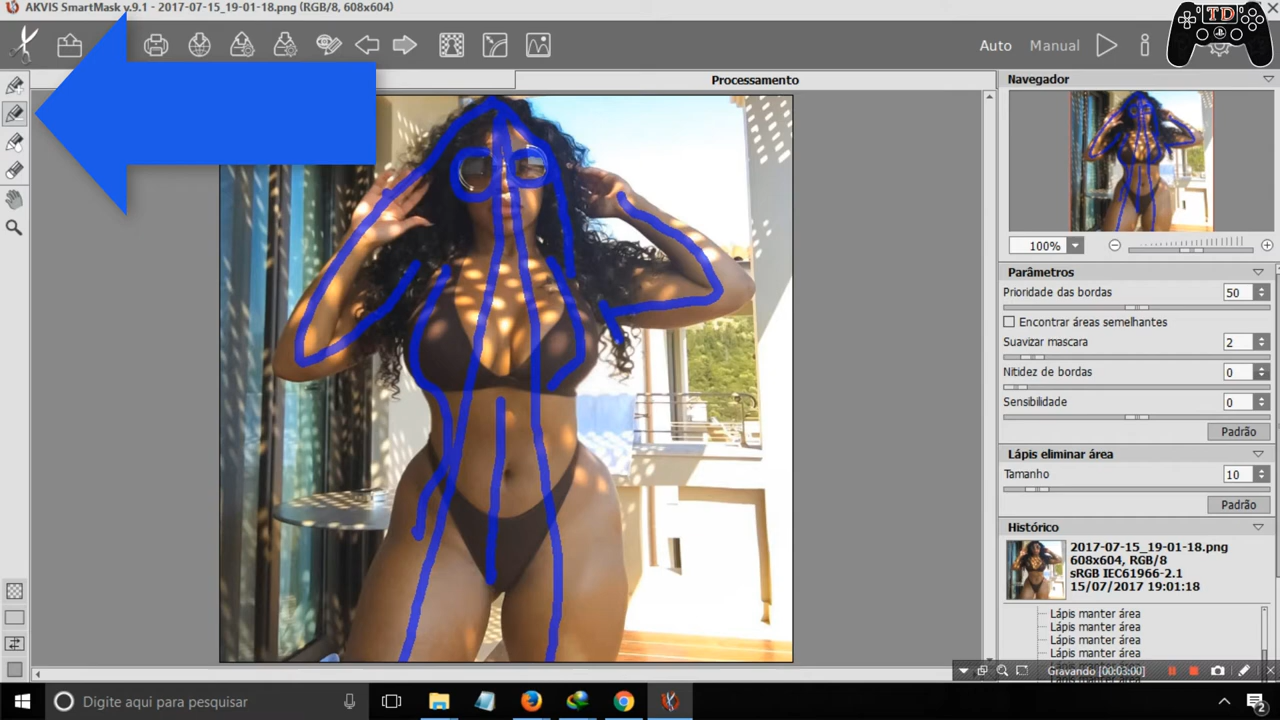 AKVIS SmartMask v.9.1 - 2017-07-15_19-01-18.png (RGB/8, 608x604)
TD
Auto
Manual
Processamento
Navegador
100%
Parâmetros
Prioridade das bordas
50
Encontrar áreas semelhantes
Suavizar mascara
2
Nitidez de bordas
0
Sensibilidade
0
Padrão
Lápis eliminar área
Tamanho
10
Padrão
Histórico
2017-07-15_19-01-18.png
608x604, RGB/8
sRGB IEC61966-2.1
15/07/2017 19:01:18
Lápis manter área
Lápis manter área
Lápis manter área
Lápis manter área
Gravando [00:03:00]
Digite aqui para pesquisar
2